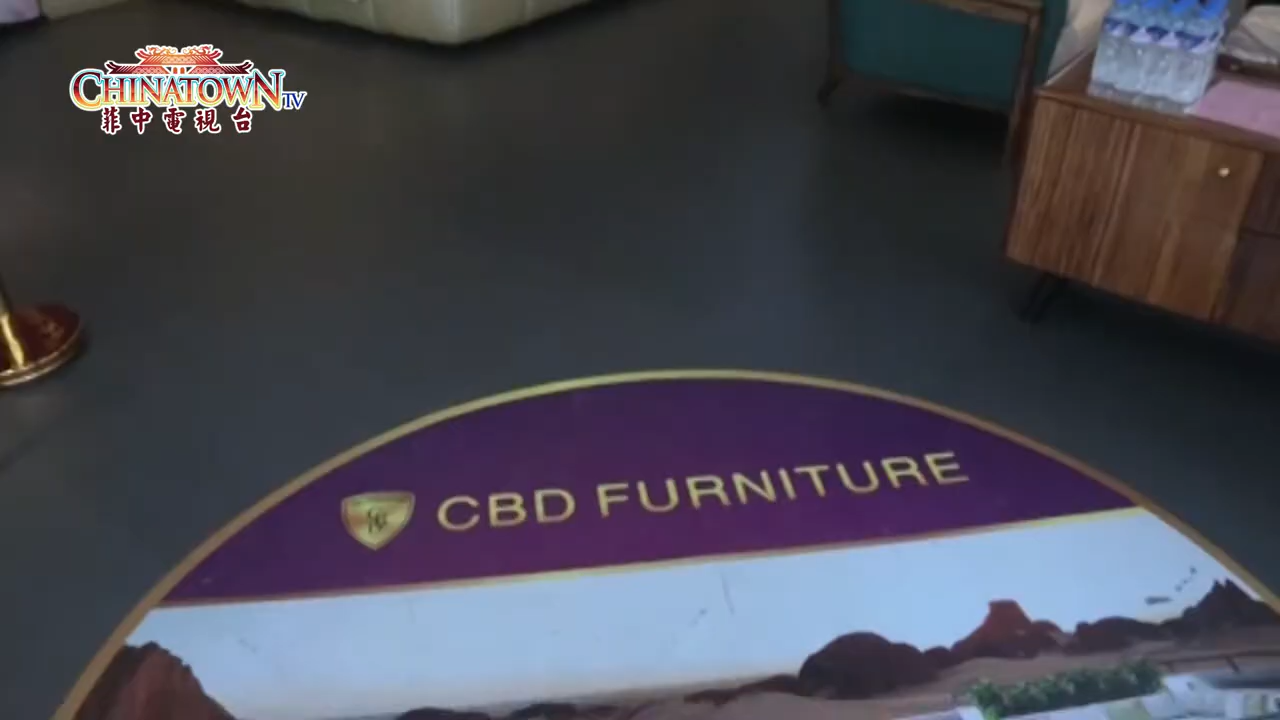 CHINATOWN TV
菲中電視台
CBD FURNITURE